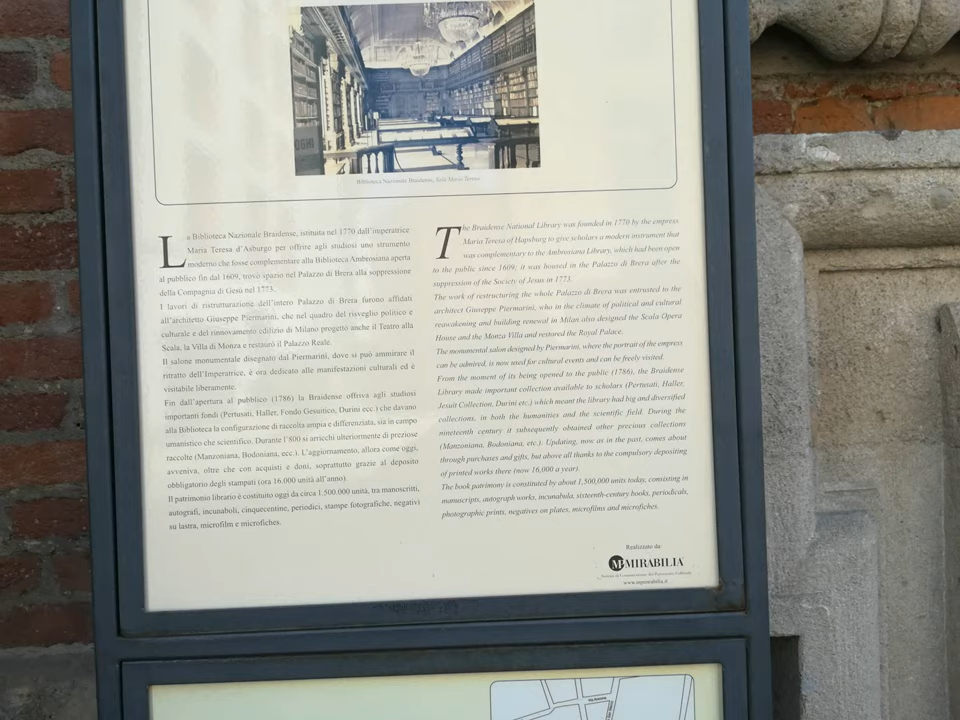 Biblioteca Nazionale Braidense, Sala Maria Teresa
La Biblioteca Nazionale Braidense, istituita nel 1770 dall'imperatrice
Maria Teresa d'Asburgo per offrire agli studiosi uno strumento
moderno che fosse complementare alla Biblioteca Ambrosiana aperta
al pubblico fin dal 1609, trovò spazio nel Palazzo di Brera alla soppressione
della Compagnia di Gesù nel 1773.
I lavori di ristrutturazione dell'intero Palazzo di Brera furono affidati
all'architetto Giuseppe Piermarini, che nel quadro del risveglio politico e
culturale e del rinnovamento edilizio di Milano progettò anche il Teatro alla
Scala, la Villa di Monza e restaurò il Palazzo Reale.
Il salone monumentale disegnato dal Piermarini, dove si può ammirare il
ritratto dell'Imperatrice, è ora dedicato alle manifestazioni culturali ed è
visitabile liberamente.
Fin dall'apertura al pubblico (1786) la Braidense offriva agli studiosi
importanti fondi (Pertusati, Haller, Fondo Gesuitico, Durini ecc.) che davano
alla Biblioteca la configurazione di raccolta ampia e differenziata, sia in campo
umanistico che scientifico. Durante l'800 si arricchì ulteriormente di preziose
raccolte (Manzoniana, Bodoniana, ecc.). L'aggiornamento, allora come oggi,
avveniva, oltre che con acquisti e doni, soprattutto grazie al deposito
obbligatorio degli stampati (ora 16.000 unità all'anno).
Il patrimonio librario è costituito oggi da circa 1.500.000 unità, tra manoscritti,
autografi, incunaboli, cinquecentine, periodici, stampe fotografiche, negativi
su lastra, microfilm e microfiches.
The Braidense National Library was founded in 1770 by the empress
Maria Teresa of Hapsburg to give scholars a modern instrument that
was complementary to the Ambrosiana Library, which had been open
to the public since 1609; it was housed in the Palazzo di Brera after the
suppression of the Society of Jesus in 1773.
The work of restructuring the whole Palazzo di Brera was entrusted to the
architect Giuseppe Piermarini, who in the climate of political and cultural
reawakening and building renewal in Milan also designed the Scala Opera
House and the Monza Villa and restored the Royal Palace.
The monumental salon designed by Piermarini, where the portrait of the empress
can be admired, is now used for cultural events and can be freely visited.
From the moment of its being opened to the public (1786), the Braidense
Library made important collection available to scholars (Pertusati, Haller,
Jesuit Collection, Durini etc.) which meant the library had big and diversified
collections, in both the humanities and the scientific field. During the
nineteenth century it subsequently obtained other precious collections
(Manzoniana, Bodoniana, etc.). Updating, now as in the past, comes about
through purchases and gifts, but above all thanks to the compulsory depositing
of printed works there (now 16,000 a year).
The book patrimony is constituted by about 1,500,000 units today, consisting in
manuscripts, autograph works, incunabula, sixteenth-century books, periodicals,
photographic prints, negatives on plates, microfilms and microfiches.
Realizzato da:
MIRABILIA